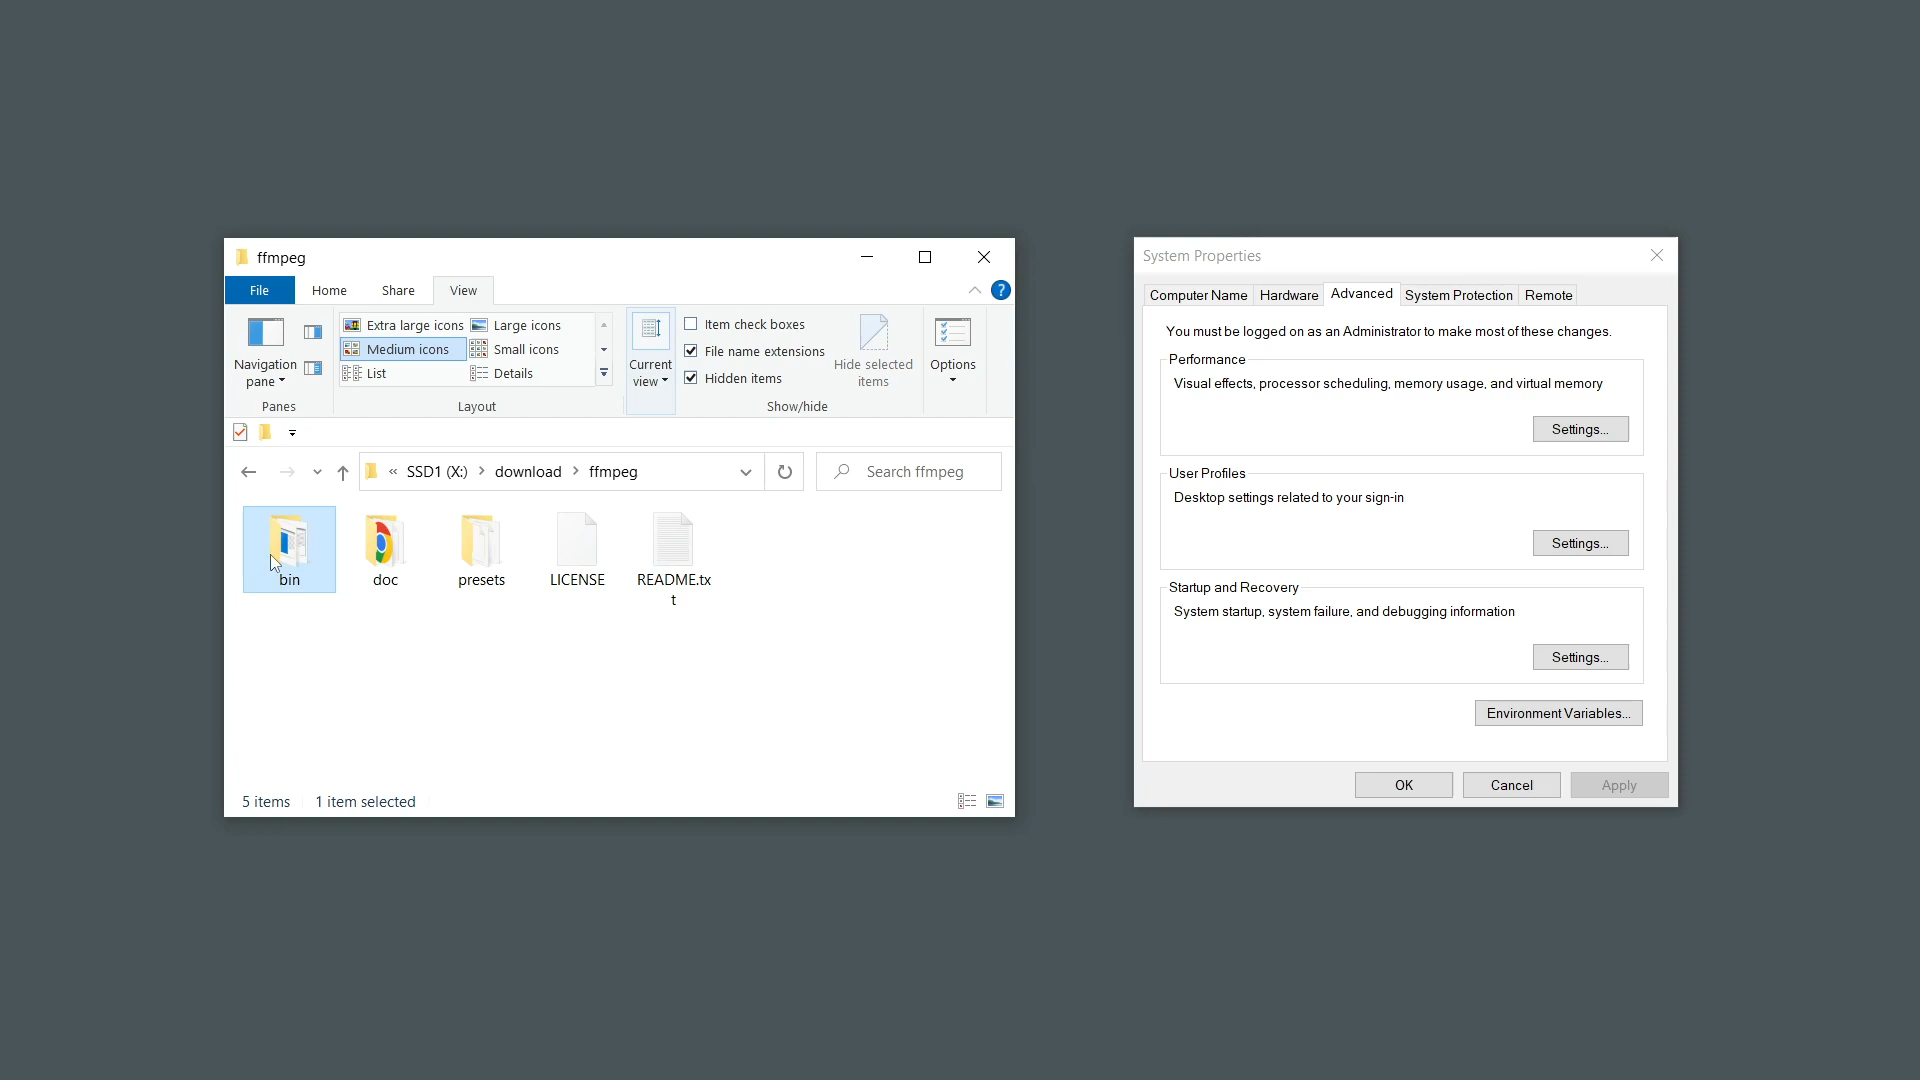 ffmpeg
File Home Share View
Extra large icons Large icons
Medium icons Small icons
List Details
Navigation pane
Panes
Layout
Current view
Item check boxes
File name extensions
Hidden items
Hide selected items
Show/hide
Options
« SSD1 (X:) > download > ffmpeg
Search ffmpeg
bin
doc
presets
LICENSE
README.tx
t
5 items 1 item selected
System Properties
Computer Name Hardware Advanced System Protection Remote
You must be logged on as an Administrator to make most of these changes.
Performance
Visual effects, processor scheduling, memory usage, and virtual memory
Settings...
User Profiles
Desktop settings related to your sign-in
Settings...
Startup and Recovery
System startup, system failure, and debugging information
Settings...
Environment Variables...
OK Cancel Apply